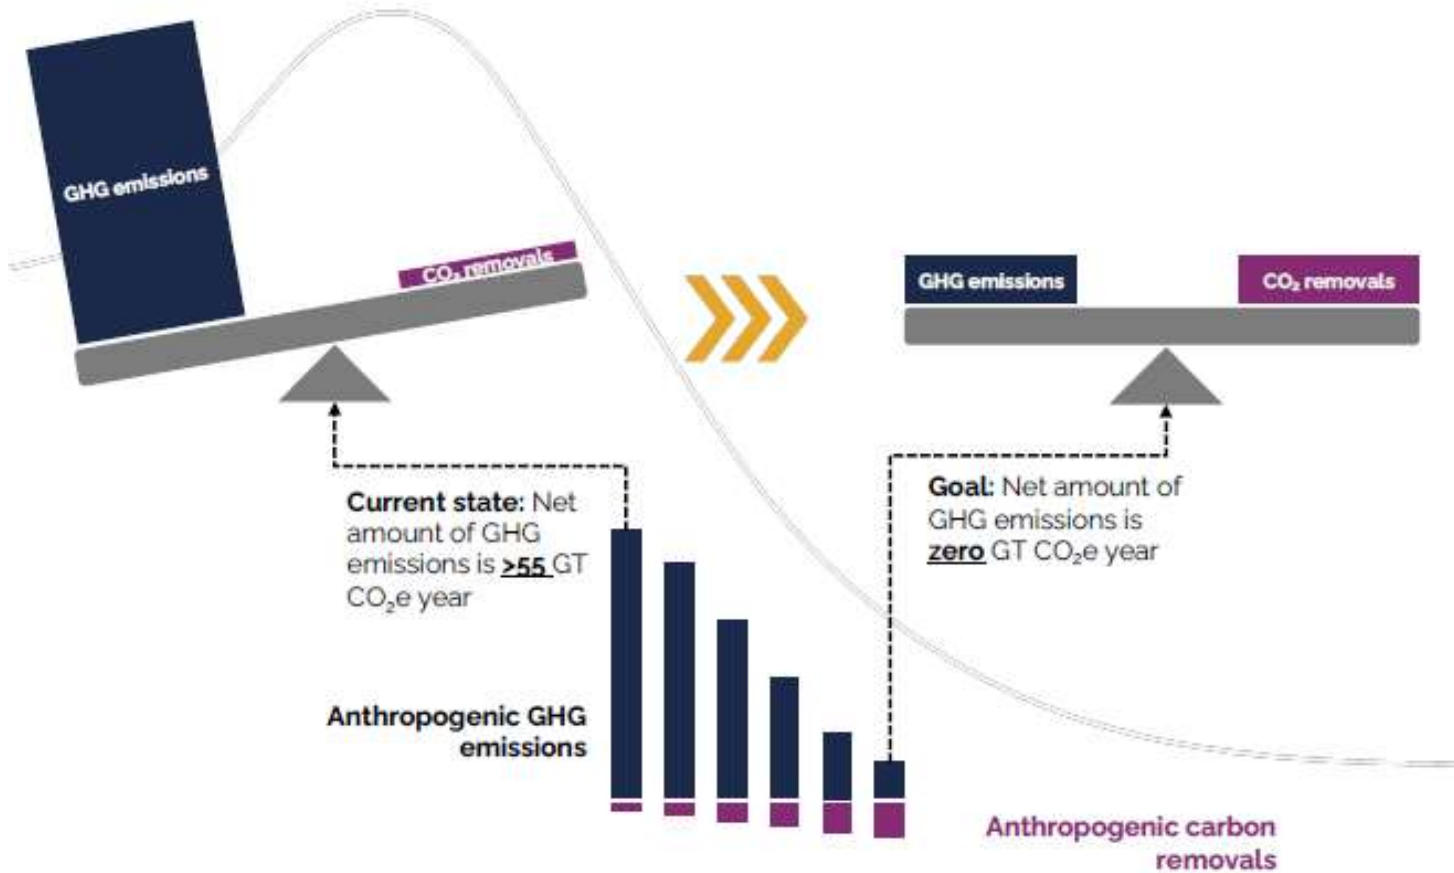 GHG emissions
CO₂ removals
GHG emissions
CO₂ removals
Current state: Net
amount of GHG
emissions is >55 GT
CO₂e year
Goal: Net amount of
GHG emissions is
zero GT CO₂e year
Anthropogenic GHG
emissions
Anthropogenic carbon
removals